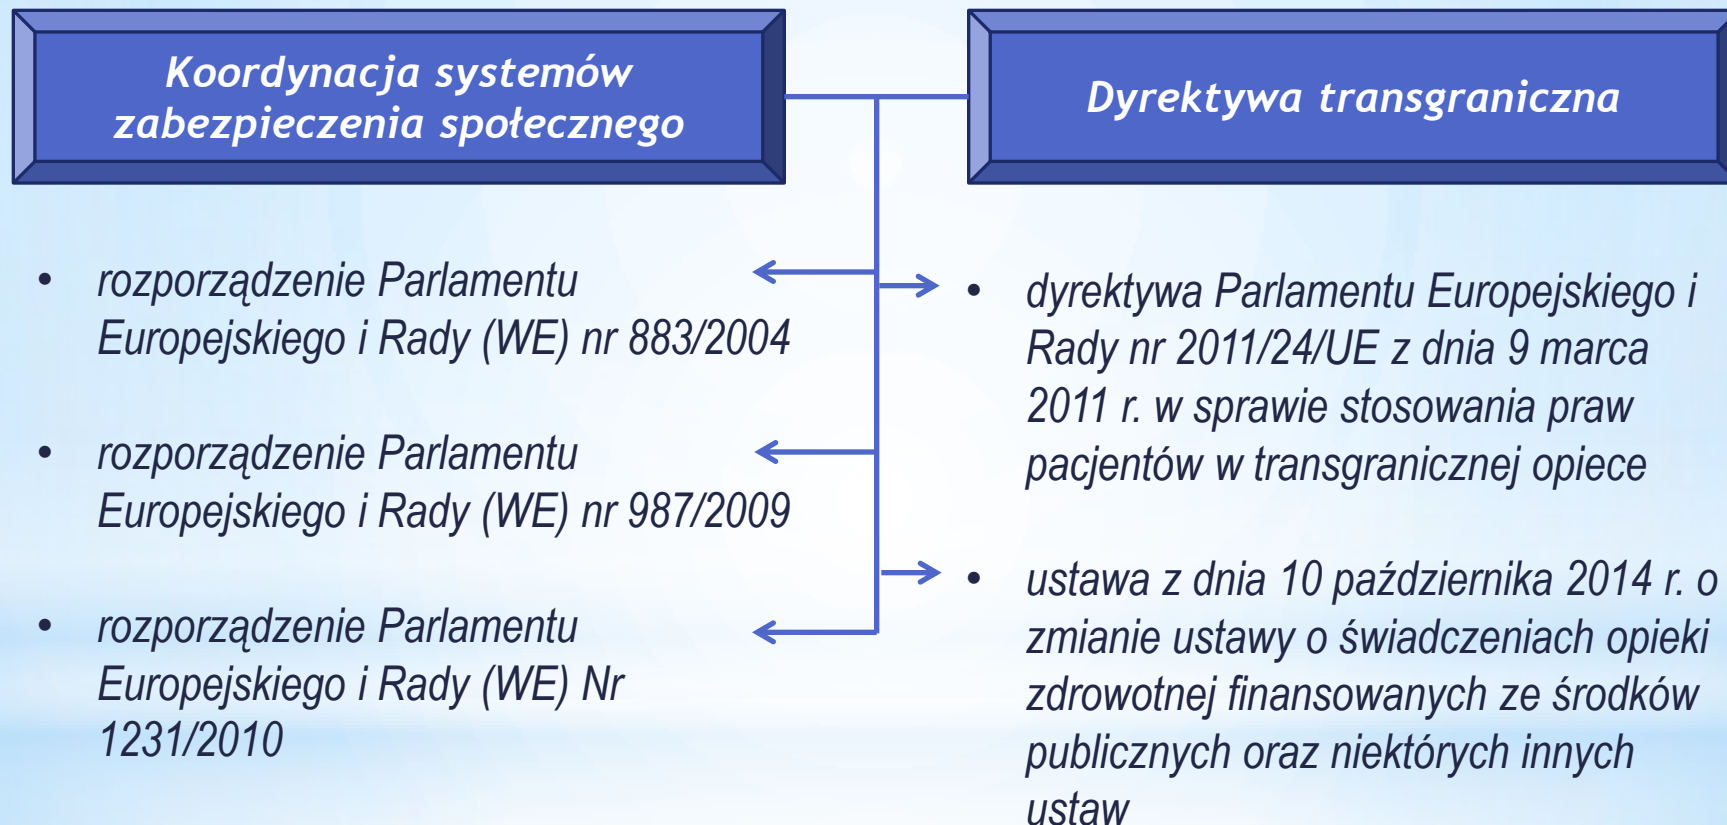 Koordynacja systemów
zabezpieczenia społecznego
Dyrektywa transgraniczna
• rozporządzenie Parlamentu
Europejskiego i Rady (WE) nr 883/2004
• rozporządzenie Parlamentu
Europejskiego i Rady (WE) nr 987/2009
• rozporządzenie Parlamentu
Europejskiego i Rady (WE) Nr
1231/2010
• dyrektywa Parlamentu Europejskiego i
Rady nr 2011/24/UE z dnia 9 marca
2011 r. w sprawie stosowania praw
pacjentów w transgranicznej opiece
• ustawa z dnia 10 października 2014 r. o
zmianie ustawy o świadczeniach opieki
zdrowotnej finansowanych ze środków
publicznych oraz niektórych innych
ustaw